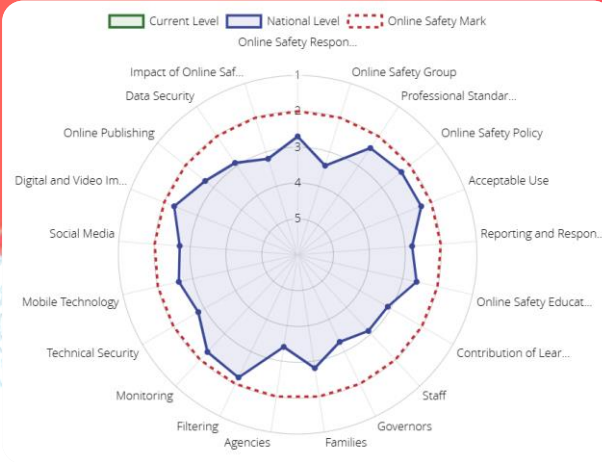 Current Level National Level Online Safety Mark
Online Safety Respon...
Impact of Online Saf... Online Safety Group
Data Security Professional Standar...
Online Publishing Online Safety Policy
Digital and Video Im... Acceptable Use
Social Media Reporting and Respon...
Mobile Technology Online Safety Educat...
Technical Security Contribution of Lear...
Monitoring Staff
Filtering Governors
Agencies Families
1
2
3
4
5